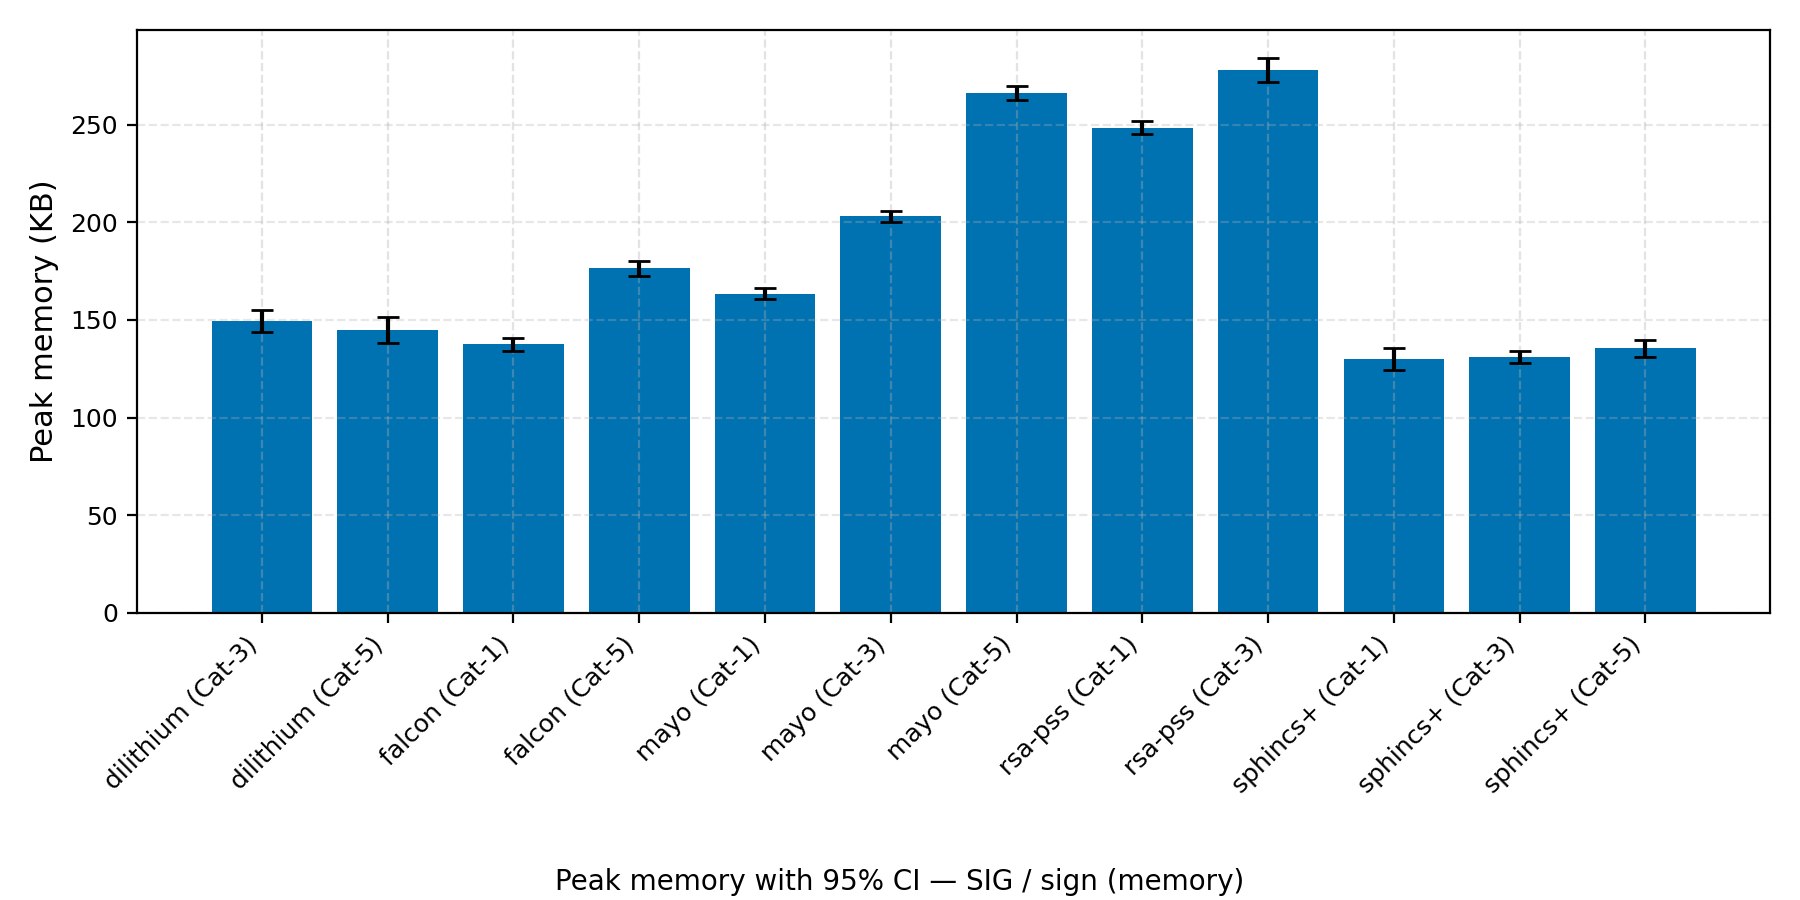 Peak memory (KB)
250
200
150
100
50
0
dilithium (Cat-3)
dilithium (Cat-5)
falcon (Cat-1)
falcon (Cat-5)
mayo (Cat-1)
mayo (Cat-3)
mayo (Cat-5)
rsa-pss (Cat-1)
rsa-pss (Cat-3)
sphincs+ (Cat-1)
sphincs+ (Cat-3)
sphincs+ (Cat-5)
Peak memory with 95% CI — SIG / sign (memory)